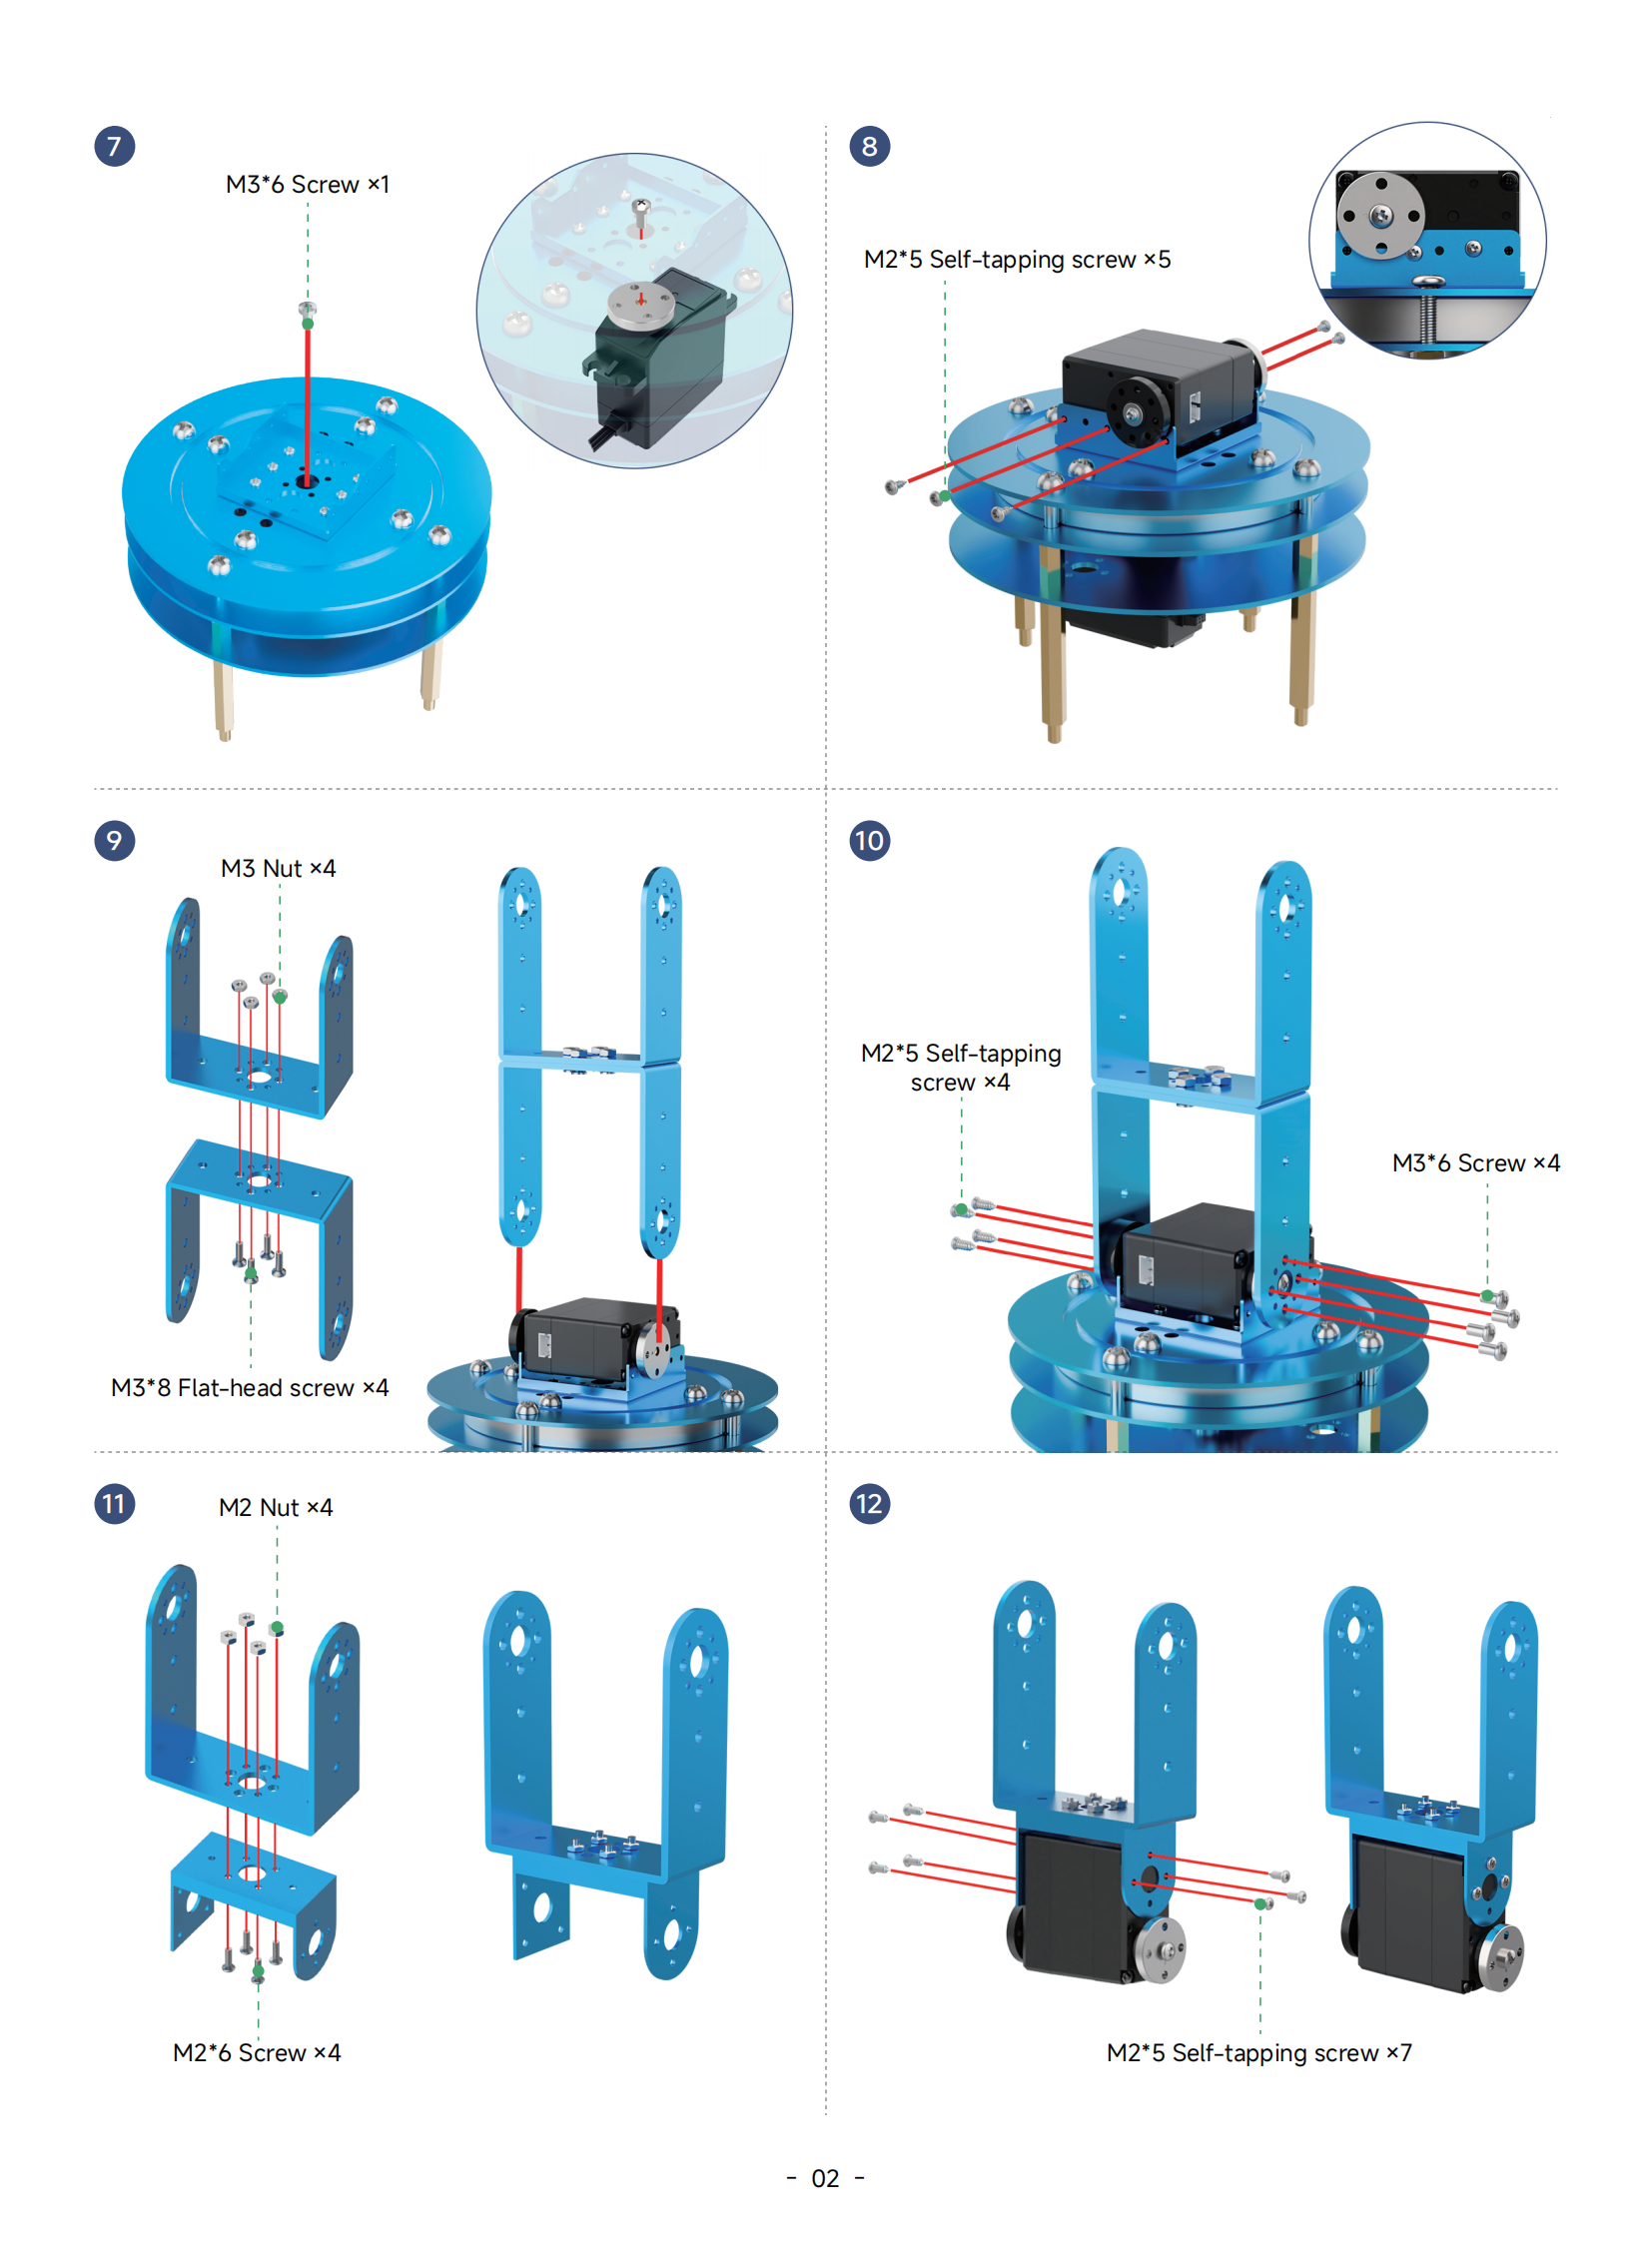 7
M3*6 Screw ×1
8
M2*5 Self-tapping screw ×5
9
M3 Nut ×4
M3*8 Flat-head screw ×4
10
M2*5 Self-tapping
screw ×4
M3*6 Screw ×4
11
M2 Nut ×4
M2*6 Screw ×4
12
M2*5 Self-tapping screw ×7
- 02 -